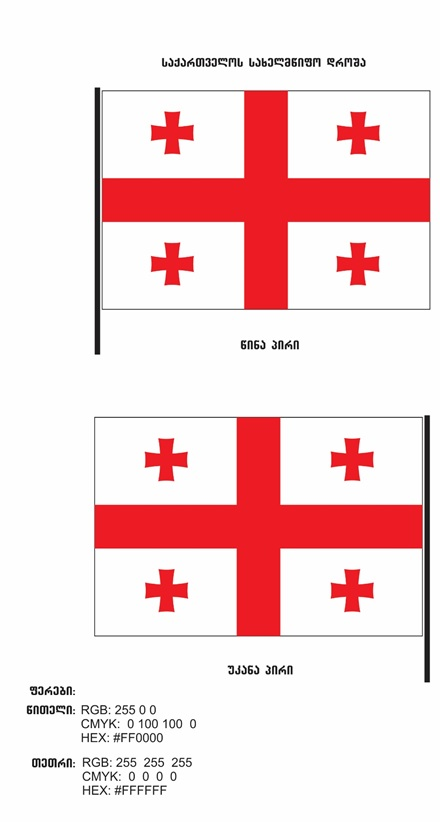 საქართველოს სახელმწიფო დროშა
წინა პირი
უკანა პირი
ფერები:
წითელი: RGB: 255 0 0
CMYK: 0 100 100 0
HEX: #FF0000
თეთრი: RGB: 255 255 255
CMYK: 0 0 0 0
HEX: #FFFFFF